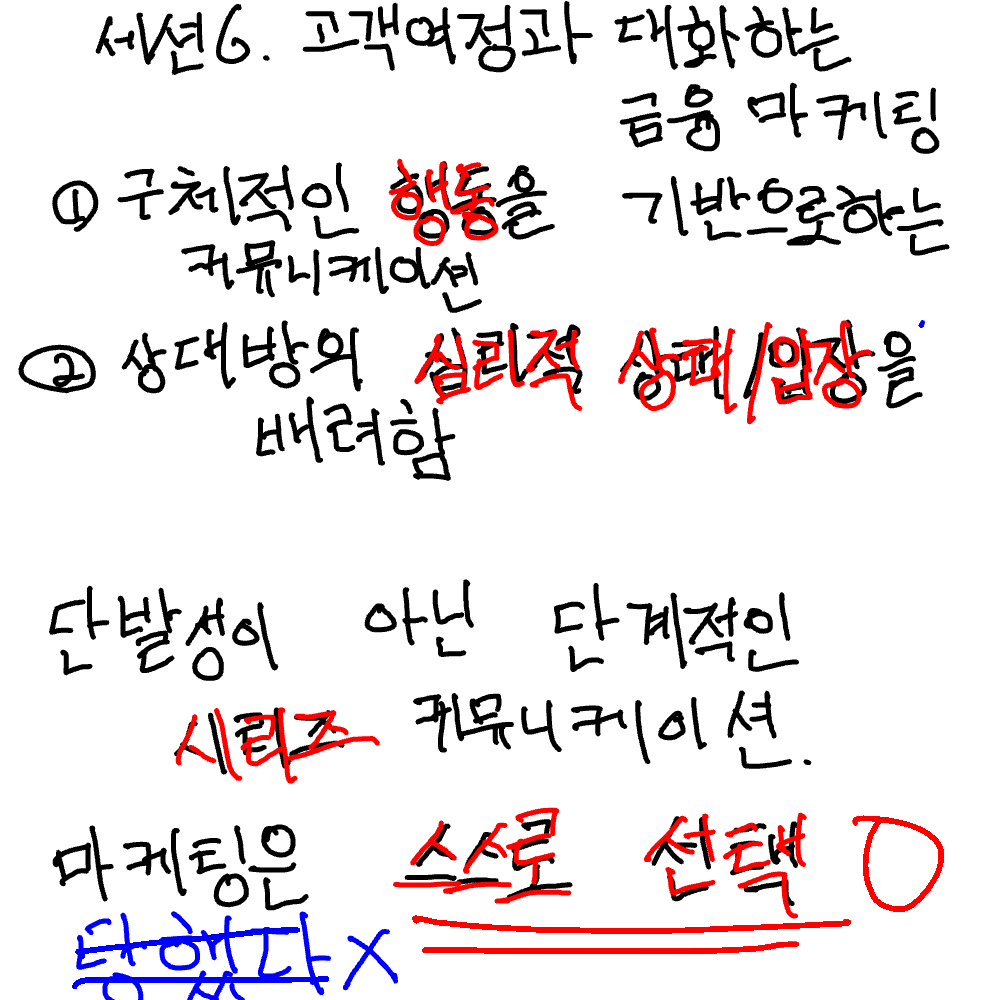 세션6. 고객여정과 대화하는
금융 마케팅
① 구체적인 행동을 기반으로하는
커뮤니케이션
② 상대방의 심리적 상태/입장을
배려함
단발성이 아닌 단계적인
시리즈 커뮤니케이션.
마케팅은 스스로 선택 O
당했다 X